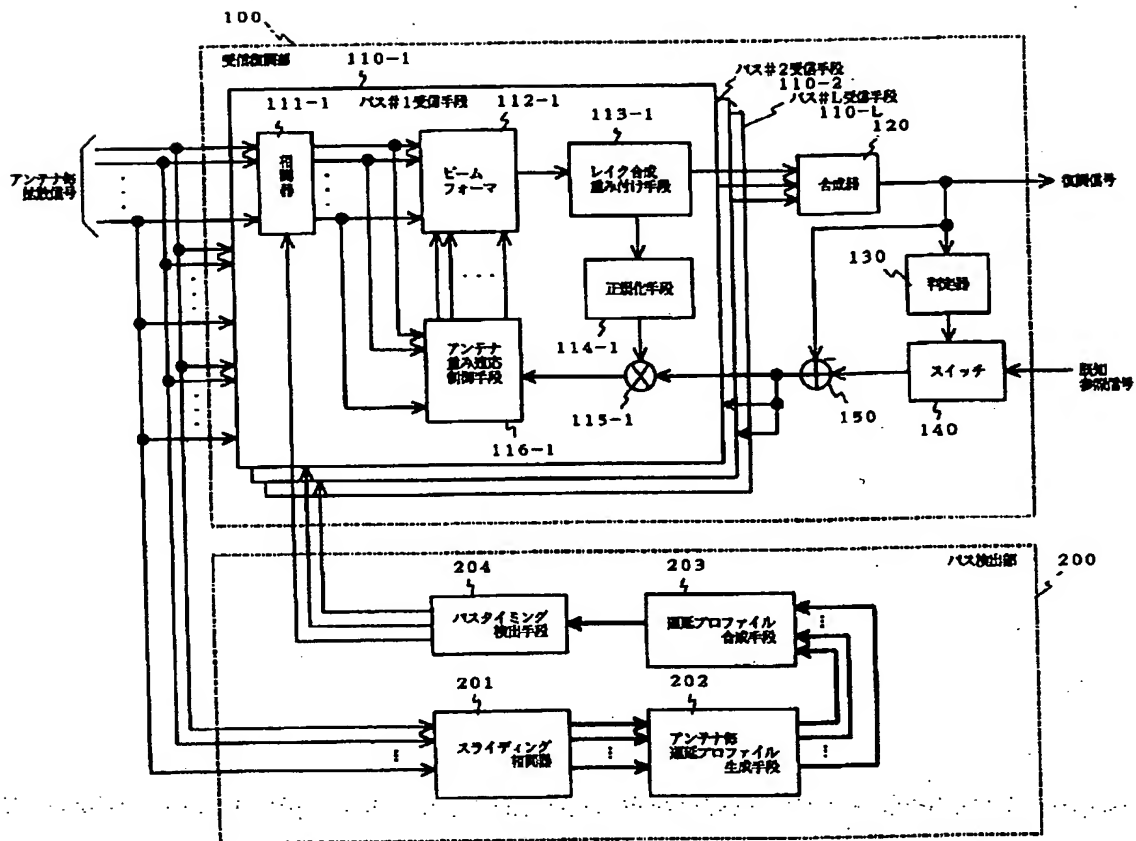 100
受信復調部
110-1
パス#1受信手段
パス#2受信手段
110-2
パス#L受信手段
110-L
111-1
相関器
112-1
ビーム
フォーマ
113-1
レイク合成
重み付け手段
120
合成器
復調信号
アンテナ毎
拡散信号
正規化手段
114-1
130
判定器
アンテナ
重み適応
制御手段
116-1
115-1
150
スイッチ
140
既知
参照信号
パス検出部
200
204
パスタイミング
検出手段
203
遅延プロファイル
合成手段
201
スライディング
相関器
202
アンテナ毎
遅延プロファイル
生成手段